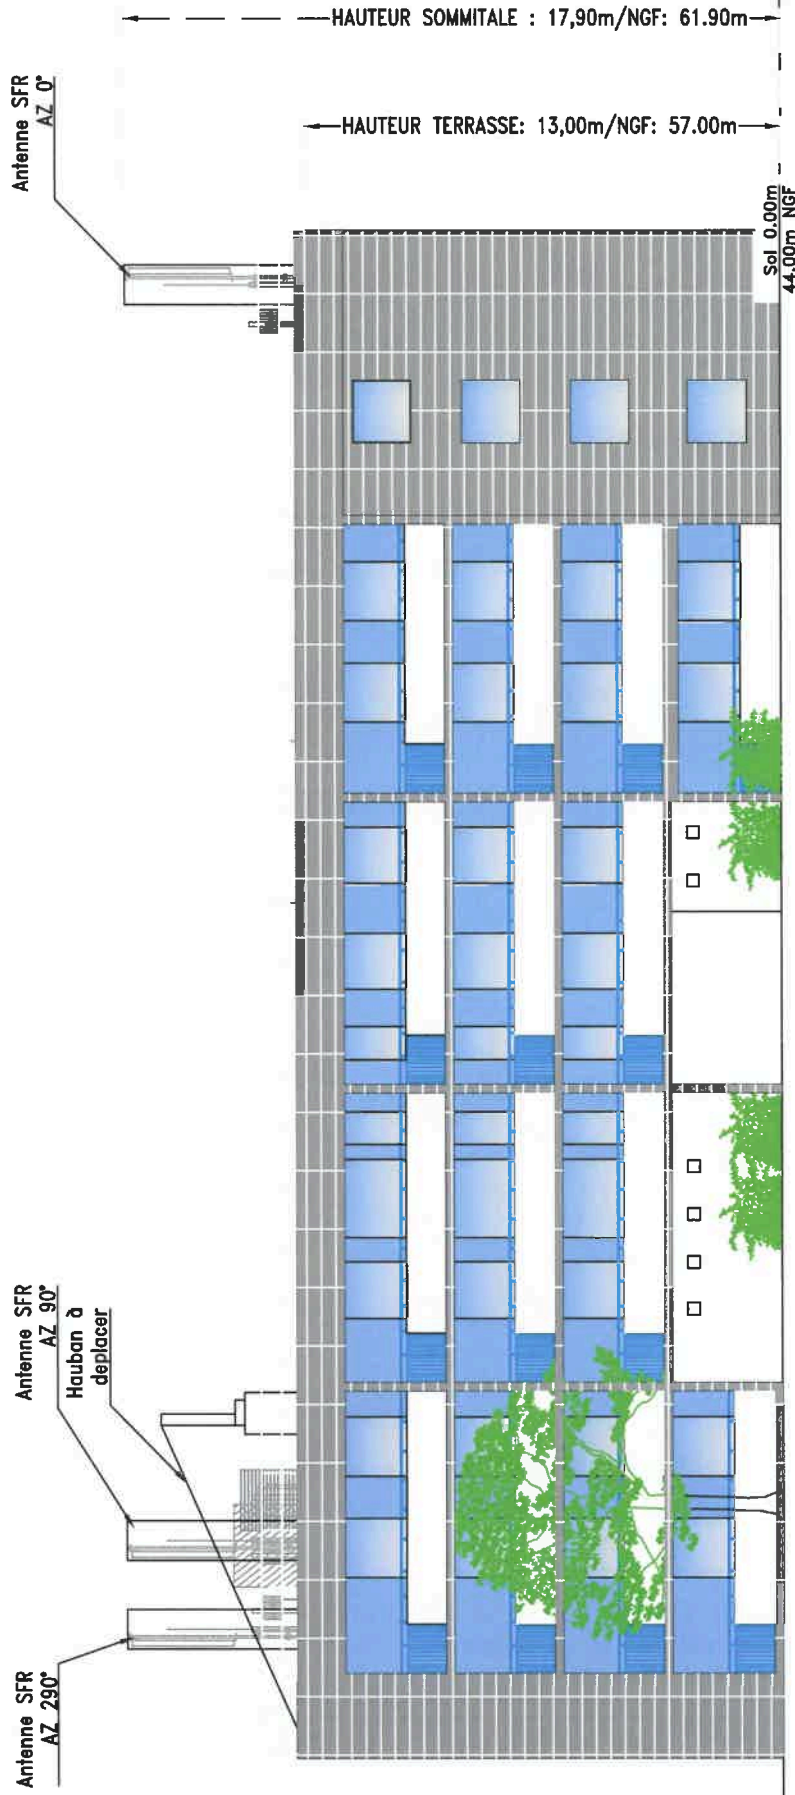 HAUTEUR SOMMITALE : 17,90m/NGF: 61.90m
HAUTEUR TERRASSE: 13,00m/NGF: 57.00m
Antenne SFR
AZ 0°
Sol 0.00m
44.00m NGF
Antenne SFR
AZ 90°
Hauban à
deplacer
Antenne SFR
AZ 290°